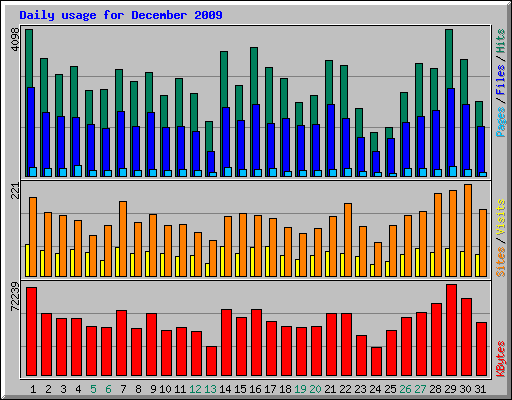 Daily usage for December 2009
4098
Pages / Files / Hits
221
Sites / Visits
72239
KBytes
1 2 3 4 5 6 7 8 9 10 11 12 13 14 15 16 17 18 19 20 21 22 23 24 25 26 27 28 29 30 31